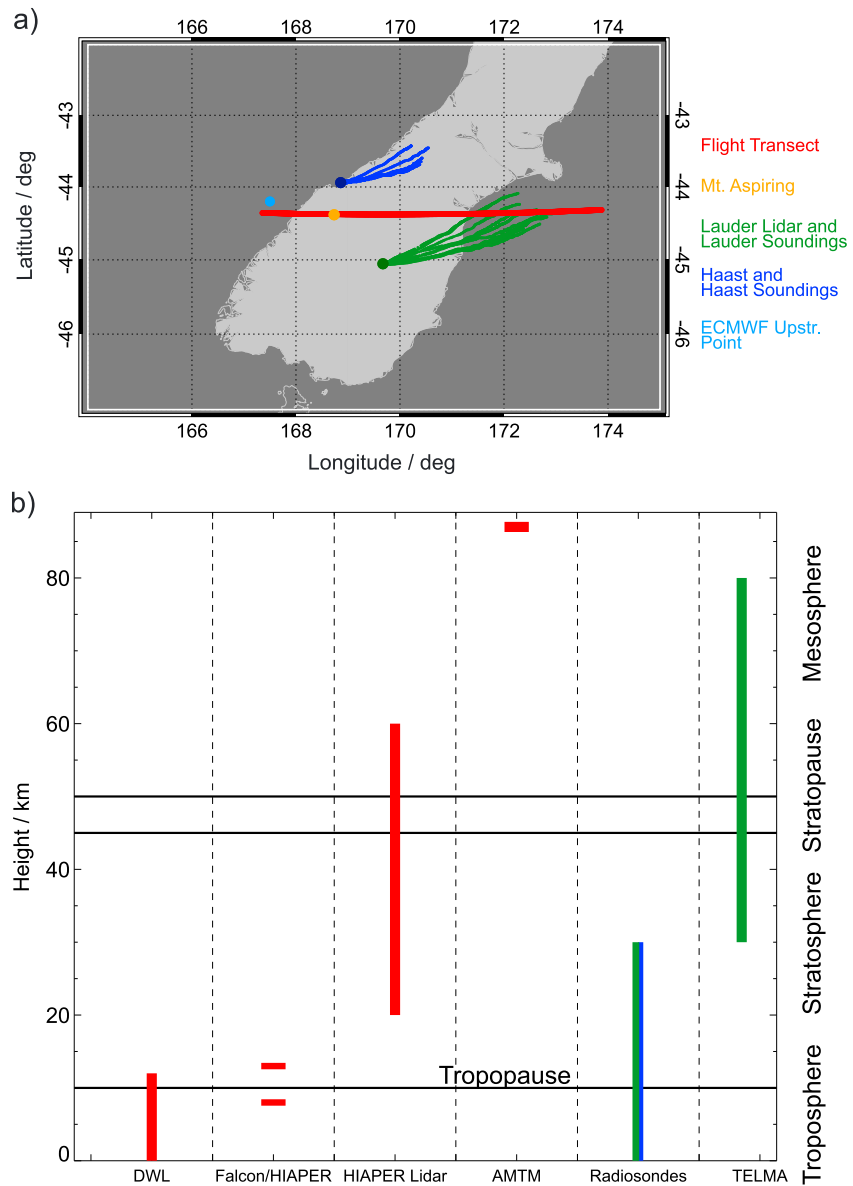 a)
166 168 170 172 174
-43 -43
-44 -44
-45 -45
-46 -46
Latitude / deg
166 168 170 172 174
Longitude / deg
Flight Transect
Mt. Aspiring
Lauder Lidar and
Lauder Soundings
Haast and
Haast Soundings
ECMWF Upstr.
Point
b)
80
60
40
20
0
Height / km
Tropopause
Mesosphere
Stratopause
Stratosphere
Troposphere
DWL Falcon/HIAPER HIAPER Lidar AMTM Radiosondes TELMA